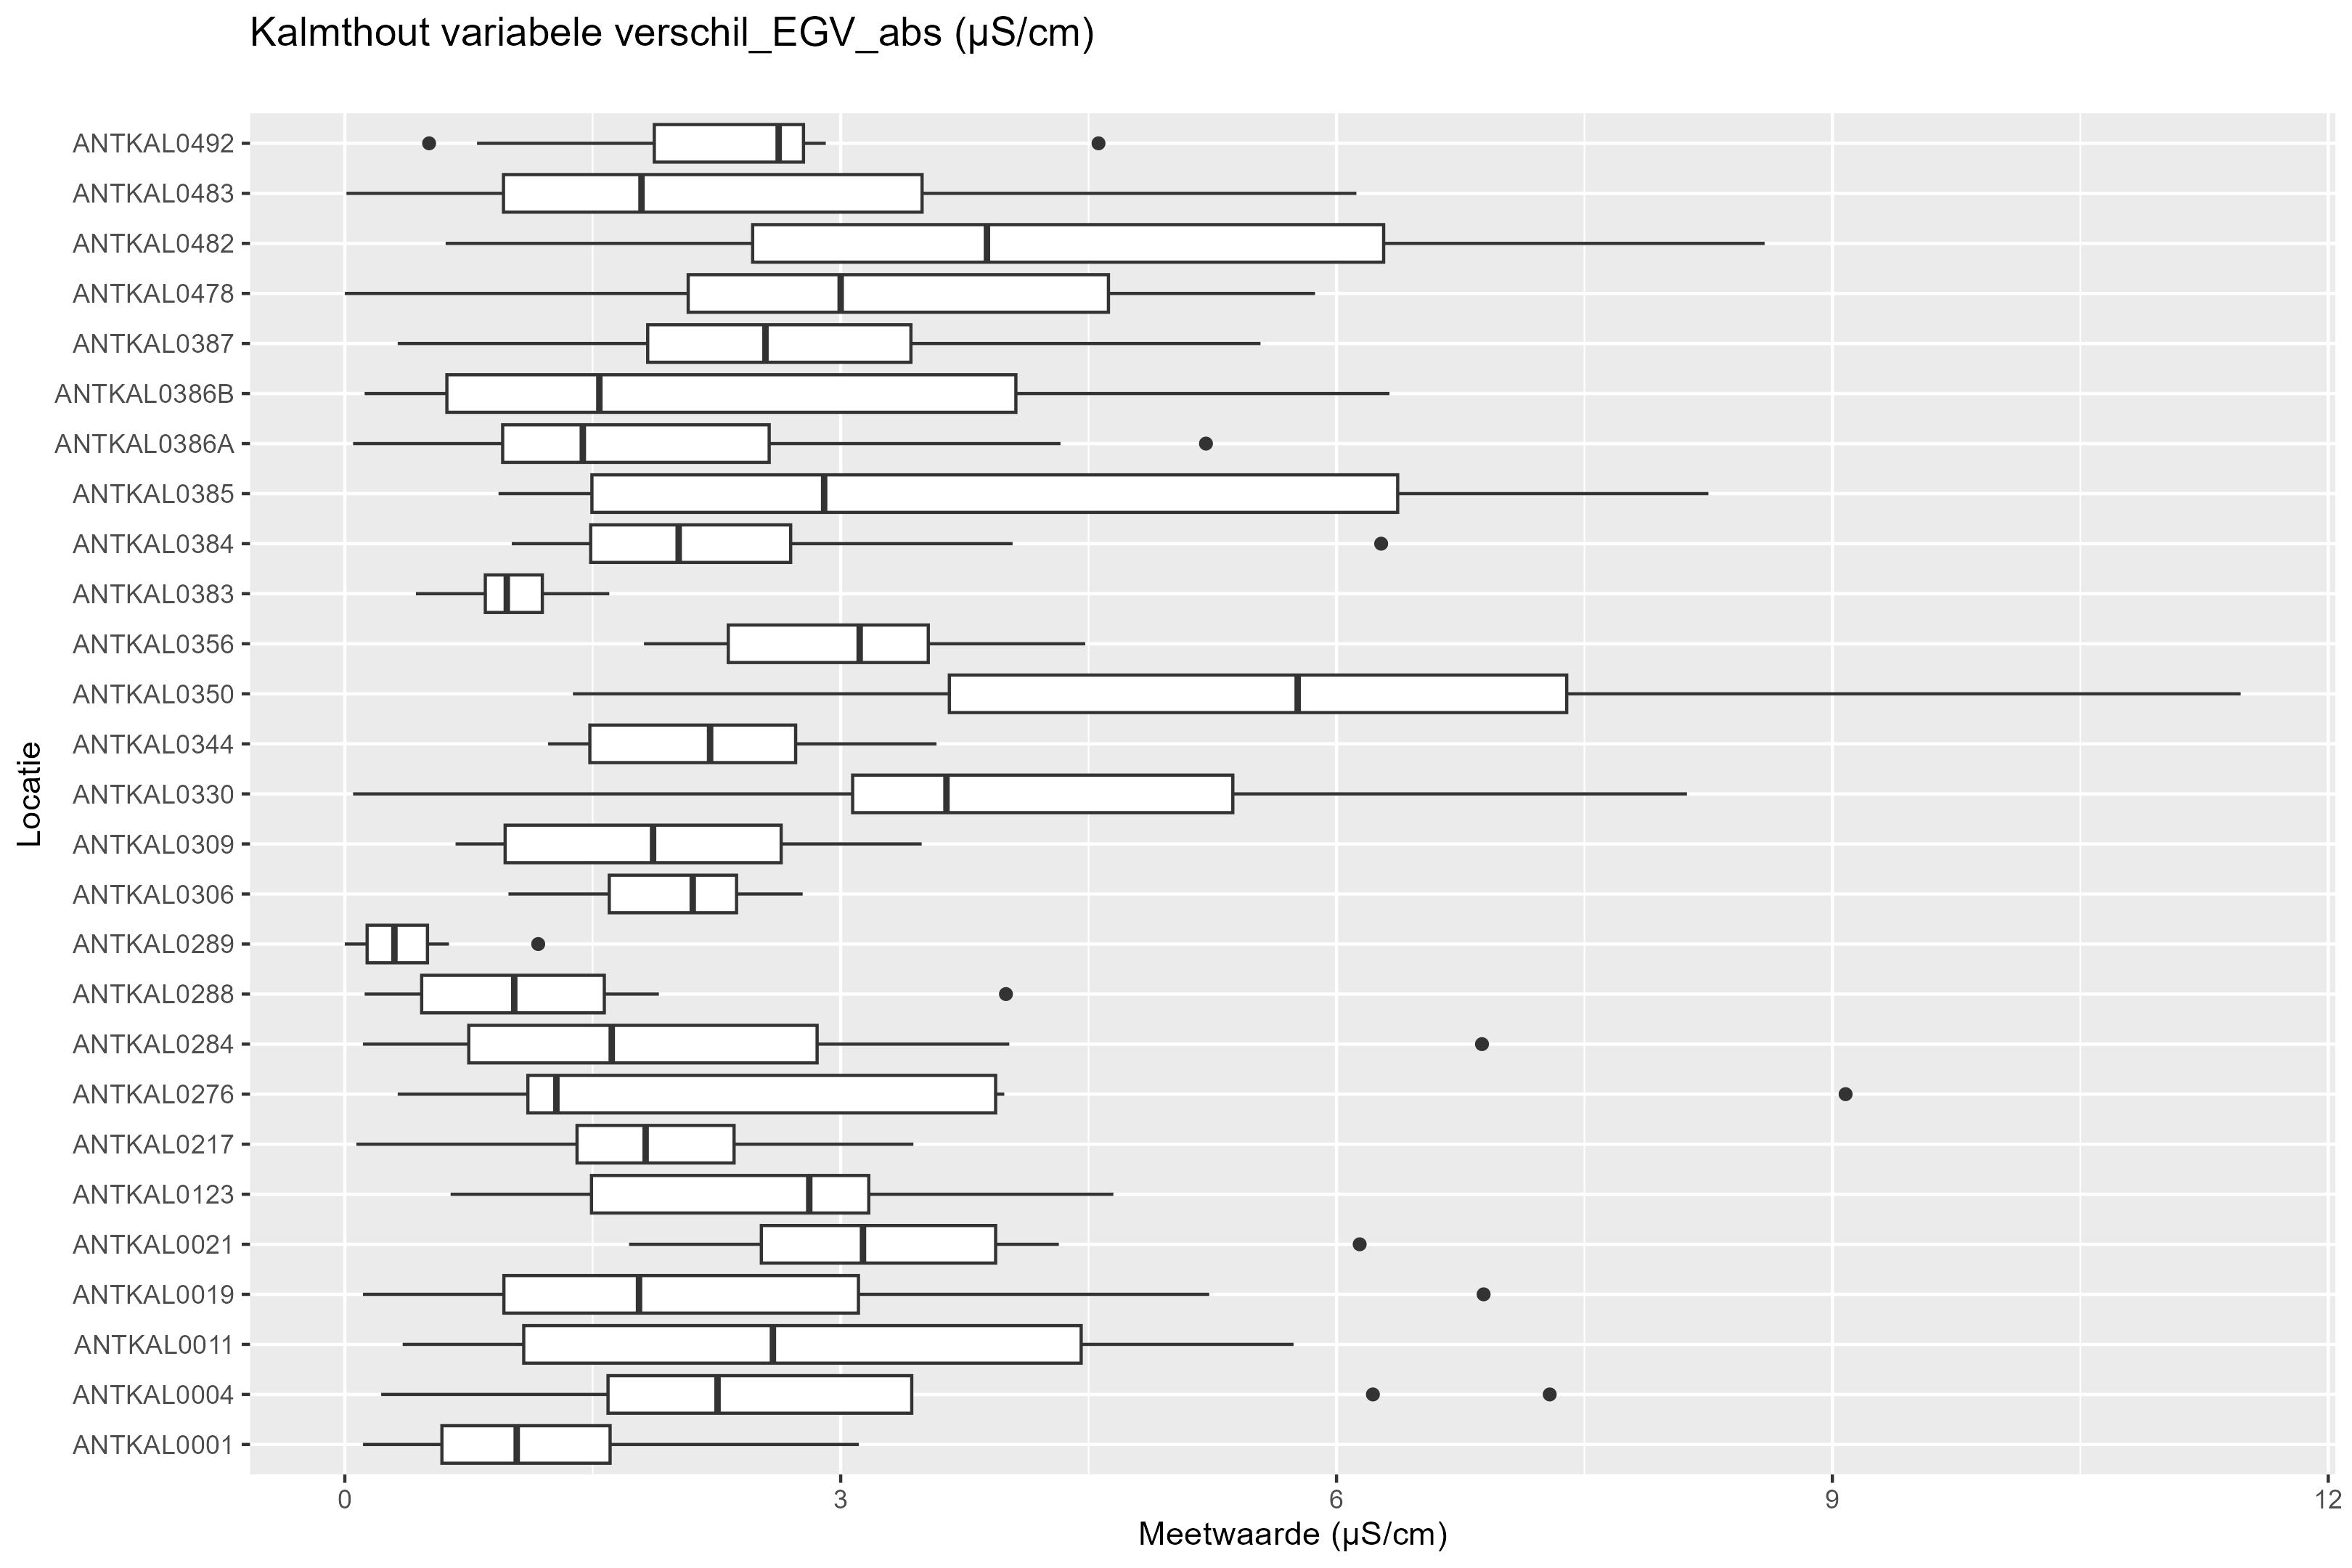 Kalmthout variabele verschil_EGV_abs (µS/cm)
ANTKAL0492
ANTKAL0483
ANTKAL0482
ANTKAL0478
ANTKAL0387
ANTKAL0386B
ANTKAL0386A
ANTKAL0385
ANTKAL0384
ANTKAL0383
ANTKAL0356
ANTKAL0350
ANTKAL0344
ANTKAL0330
ANTKAL0309
ANTKAL0306
ANTKAL0289
ANTKAL0288
ANTKAL0284
ANTKAL0276
ANTKAL0217
ANTKAL0123
ANTKAL0021
ANTKAL0019
ANTKAL0011
ANTKAL0004
ANTKAL0001
Locatie
0 3 6 9 12
Meetwaarde (µS/cm)